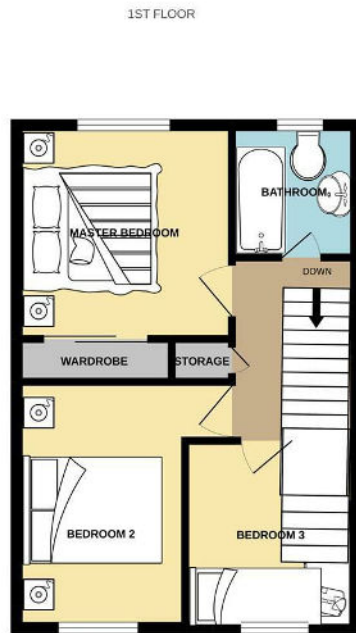 1ST FLOOR
BATHROOM
MASTER BEDROOM
DOWN
WARDROBE
STORAGE
BEDROOM 2
BEDROOM 3